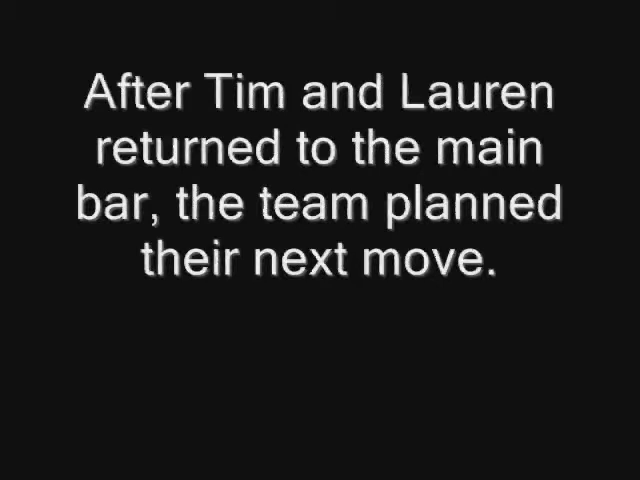 After Tim and Lauren
returned to the main
bar, the team planned
their next move.